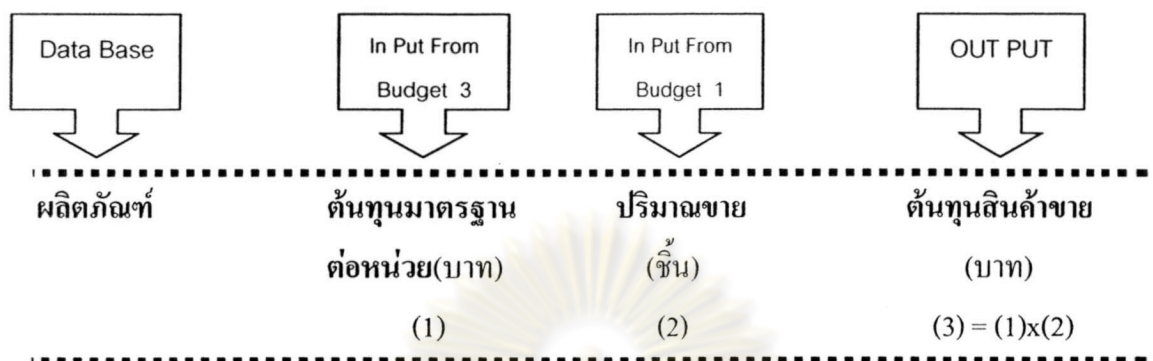 Data Base
In Put From
Budget 3
In Put From
Budget 1
OUT PUT
ผลิตภัณฑ์ ต้นทุนมาตรฐาน ปริมาณขาย ต้นทุนสินค้าขาย
ต่อหน่วย(บาท) (ชิ้น) (บาท)
(1) (2) (3) = (1)x(2)